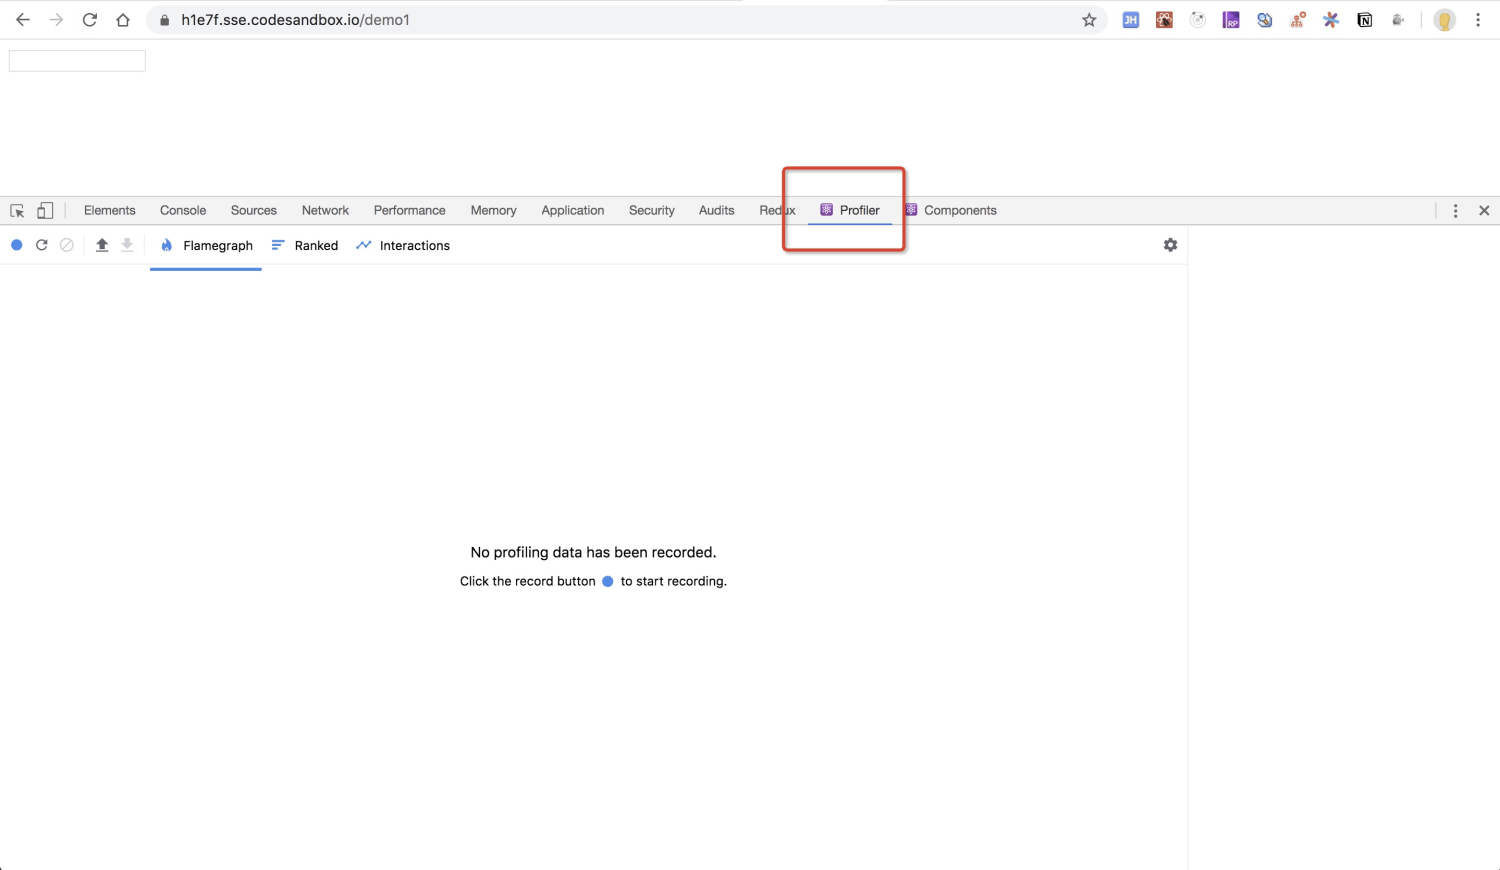 h1e7f.sse.codesandbox.io/demo1
JH
RP
N
Elements Console Sources Network Performance Memory Application Security Audits Redux Profiler Components
Flamegraph Ranked Interactions
No profiling data has been recorded.
Click the record button to start recording.